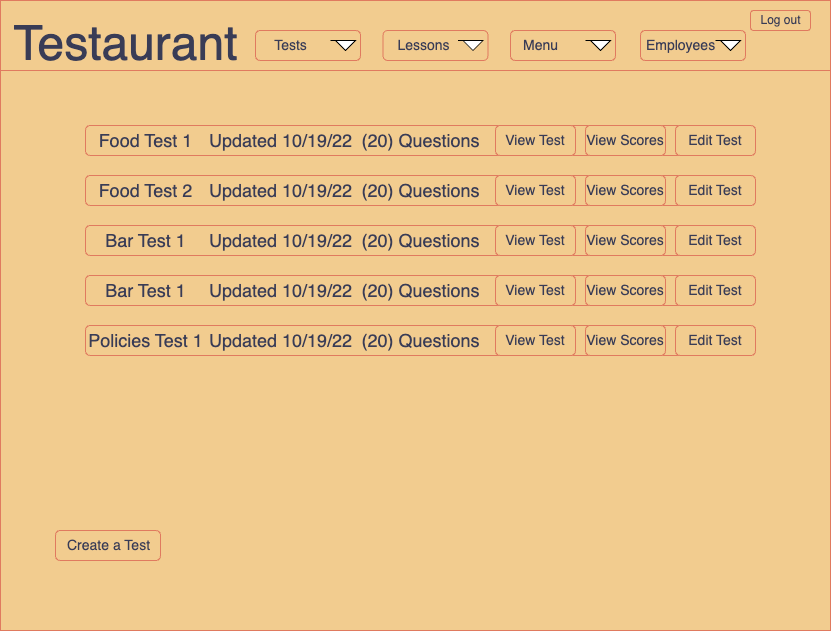 Log out
Testaurant Tests Lessons Menu Employees
Food Test 1 Updated 10/19/22 (20) Questions View Test View Scores Edit Test
Food Test 2 Updated 10/19/22 (20) Questions View Test View Scores Edit Test
Bar Test 1 Updated 10/19/22 (20) Questions View Test View Scores Edit Test
Bar Test 1 Updated 10/19/22 (20) Questions View Test View Scores Edit Test
Policies Test 1 Updated 10/19/22 (20) Questions View Test View Scores Edit Test
Create a Test